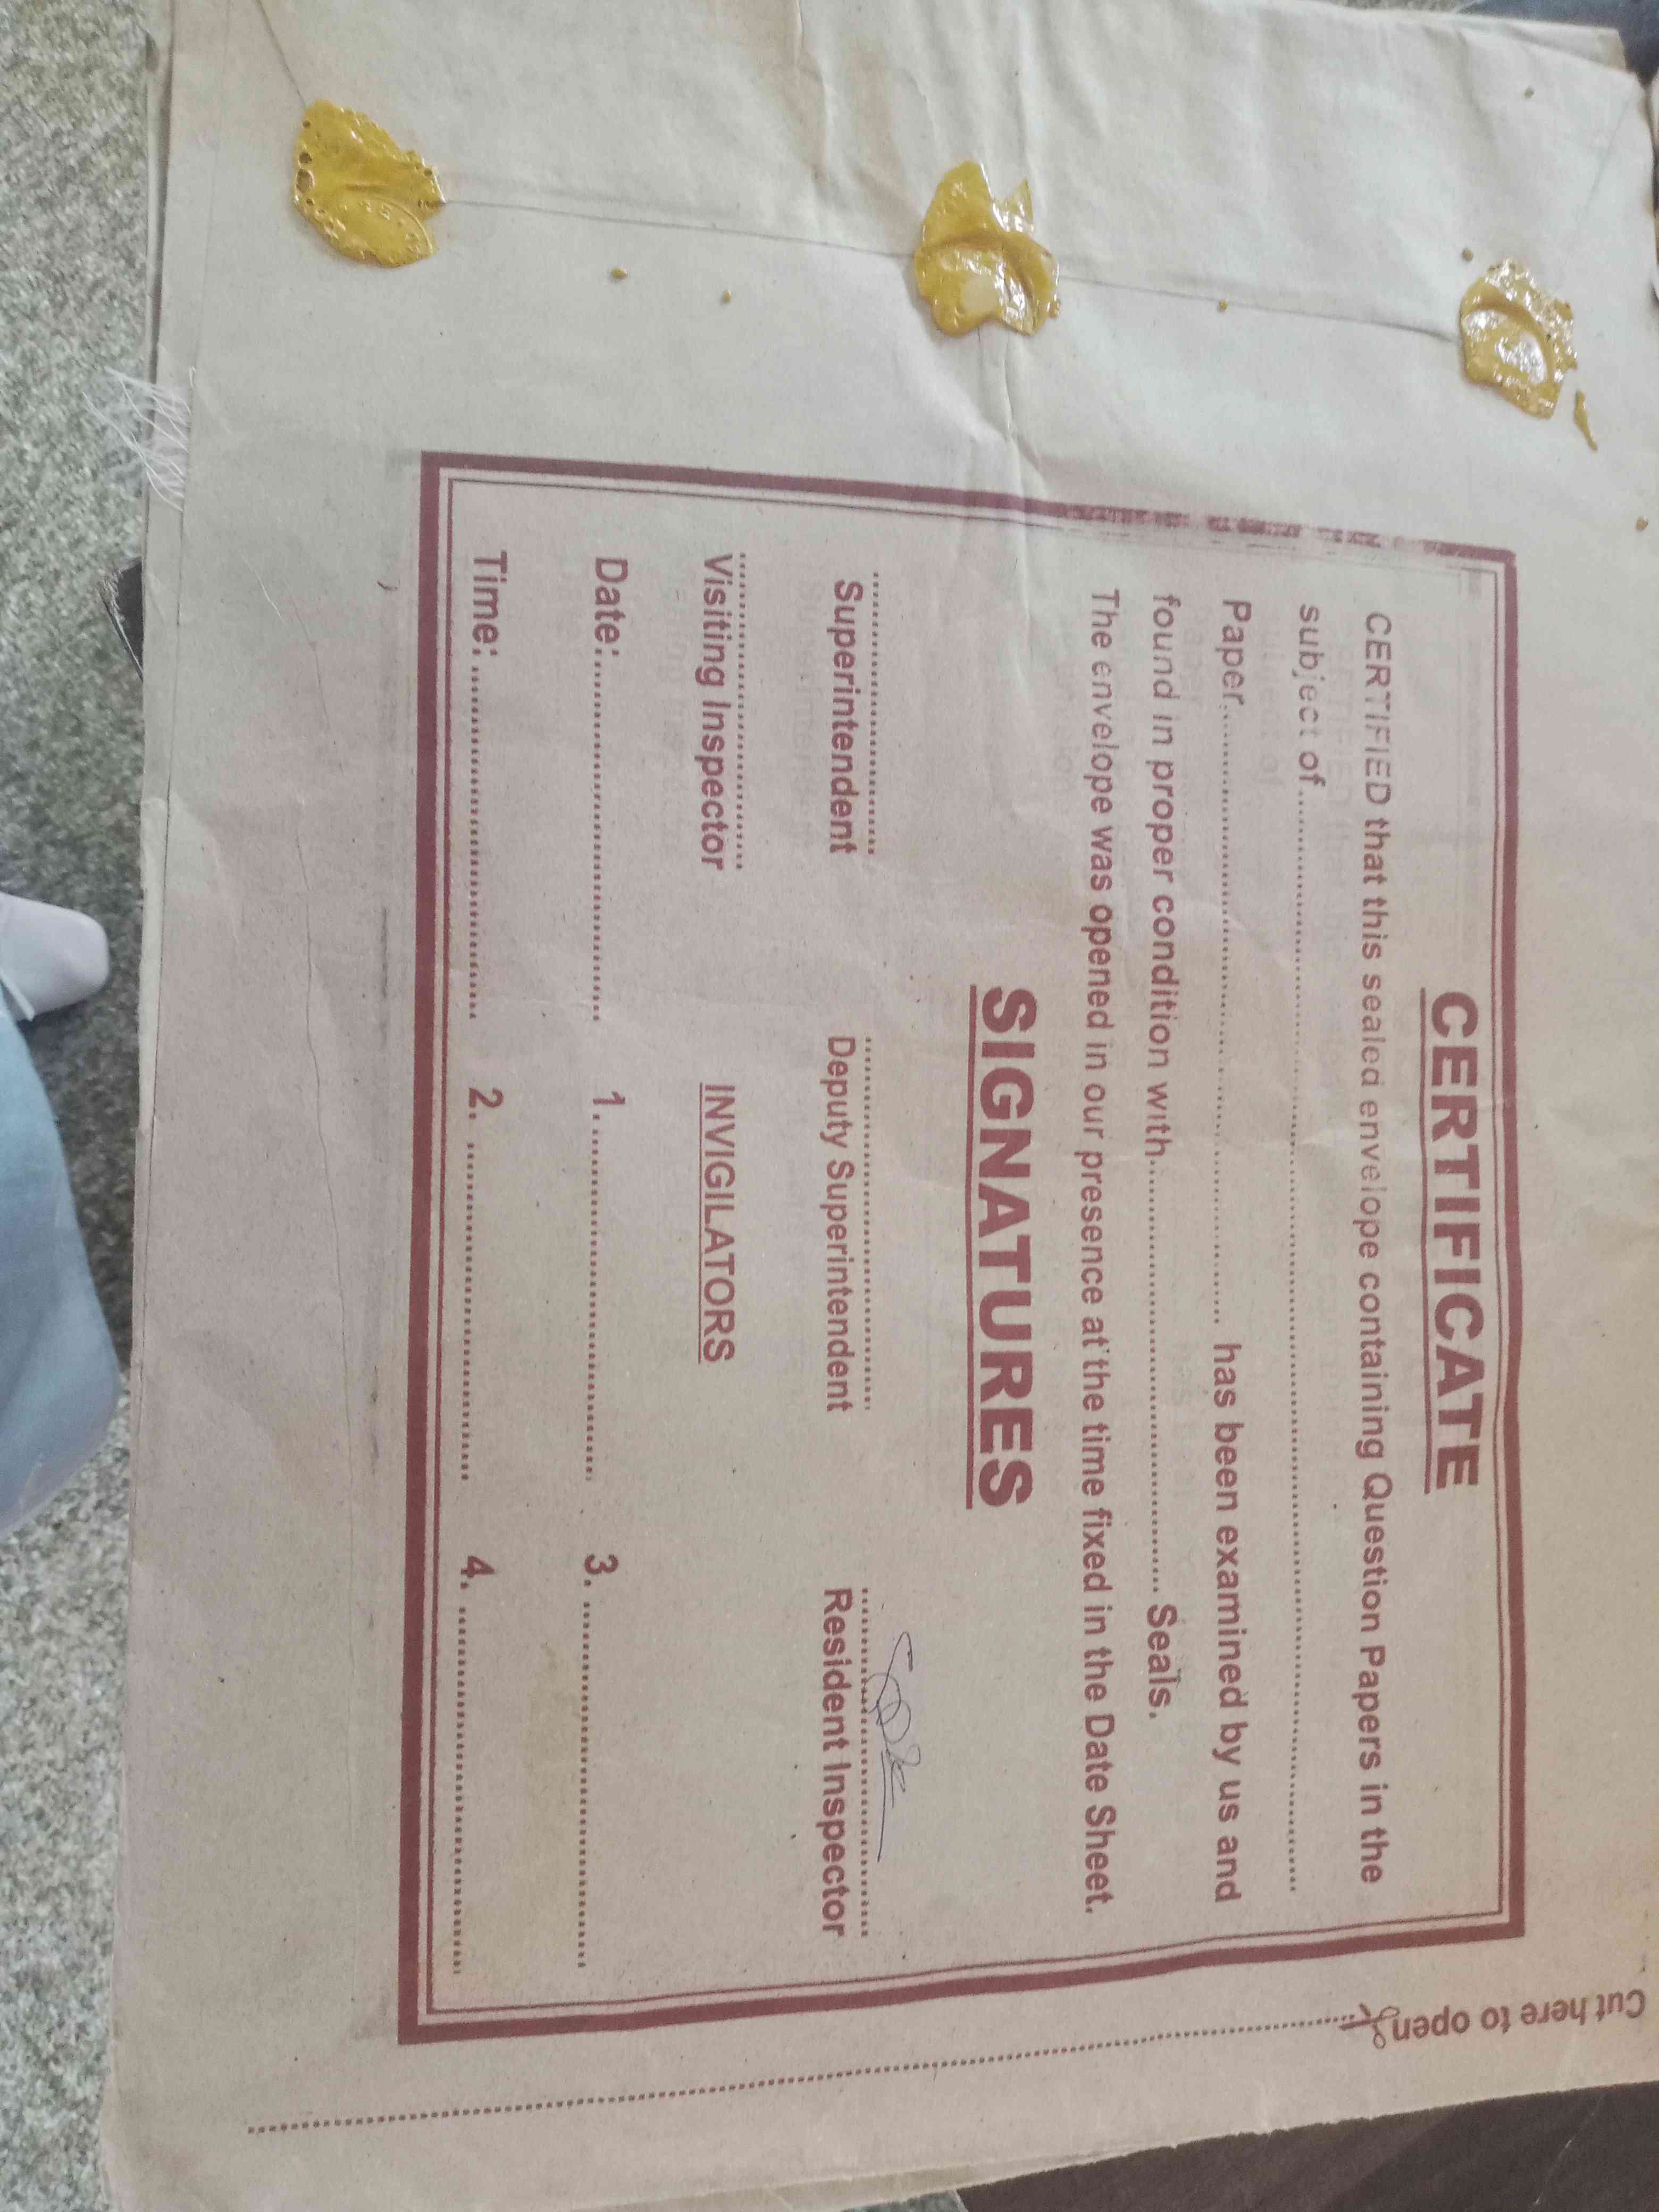 CERTIFICATE
CERTIFIED that this sealed envelope containing Question Papers in the
subject of..............................................................................
Paper.............................................................. has been examined by us and
found in proper condition with............................................. Seals.
The envelope was opened in our presence at the time fixed in the Date Sheet.
SIGNATURES
Superintendent Deputy Superintendent Resident Inspector
Visiting Inspector INVIGILATORS
Date:....................................... 1....................................... 3. .......................................
Time: ....................................... 2. ....................................... 4. .......................................
Cut here to open